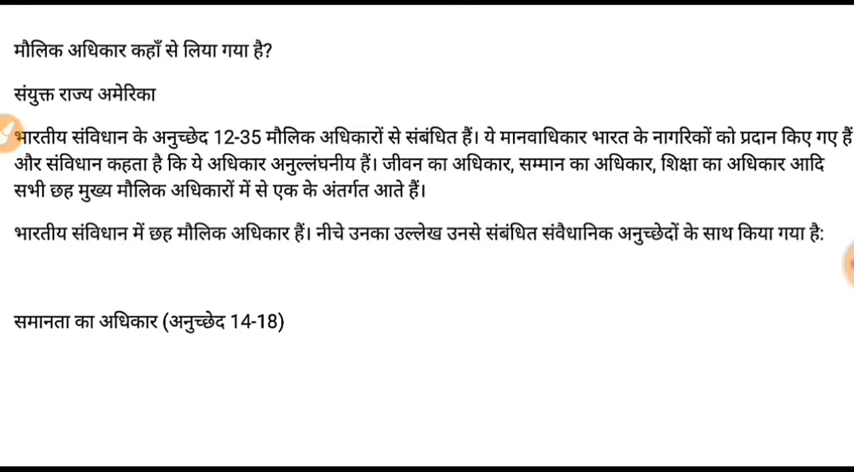 मौलिक अधिकार कहाँ से लिया गया है?
संयुक्त राज्य अमेरिका
भारतीय संविधान के अनुच्छेद 12-35 मौलिक अधिकारों से संबंधित हैं। ये मानवाधिकार भारत के नागरिकों को प्रदान किए गए हैं
और संविधान कहता है कि ये अधिकार अनुल्लंघनीय हैं। जीवन का अधिकार, सम्मान का अधिकार, शिक्षा का अधिकार आदि
सभी छह मुख्य मौलिक अधिकारों में से एक के अंतर्गत आते हैं।
भारतीय संविधान में छह मौलिक अधिकार हैं। नीचे उनका उल्लेख उनसे संबंधित संवैधानिक अनुच्छेदों के साथ किया गया है:
समानता का अधिकार (अनुच्छेद 14-18)